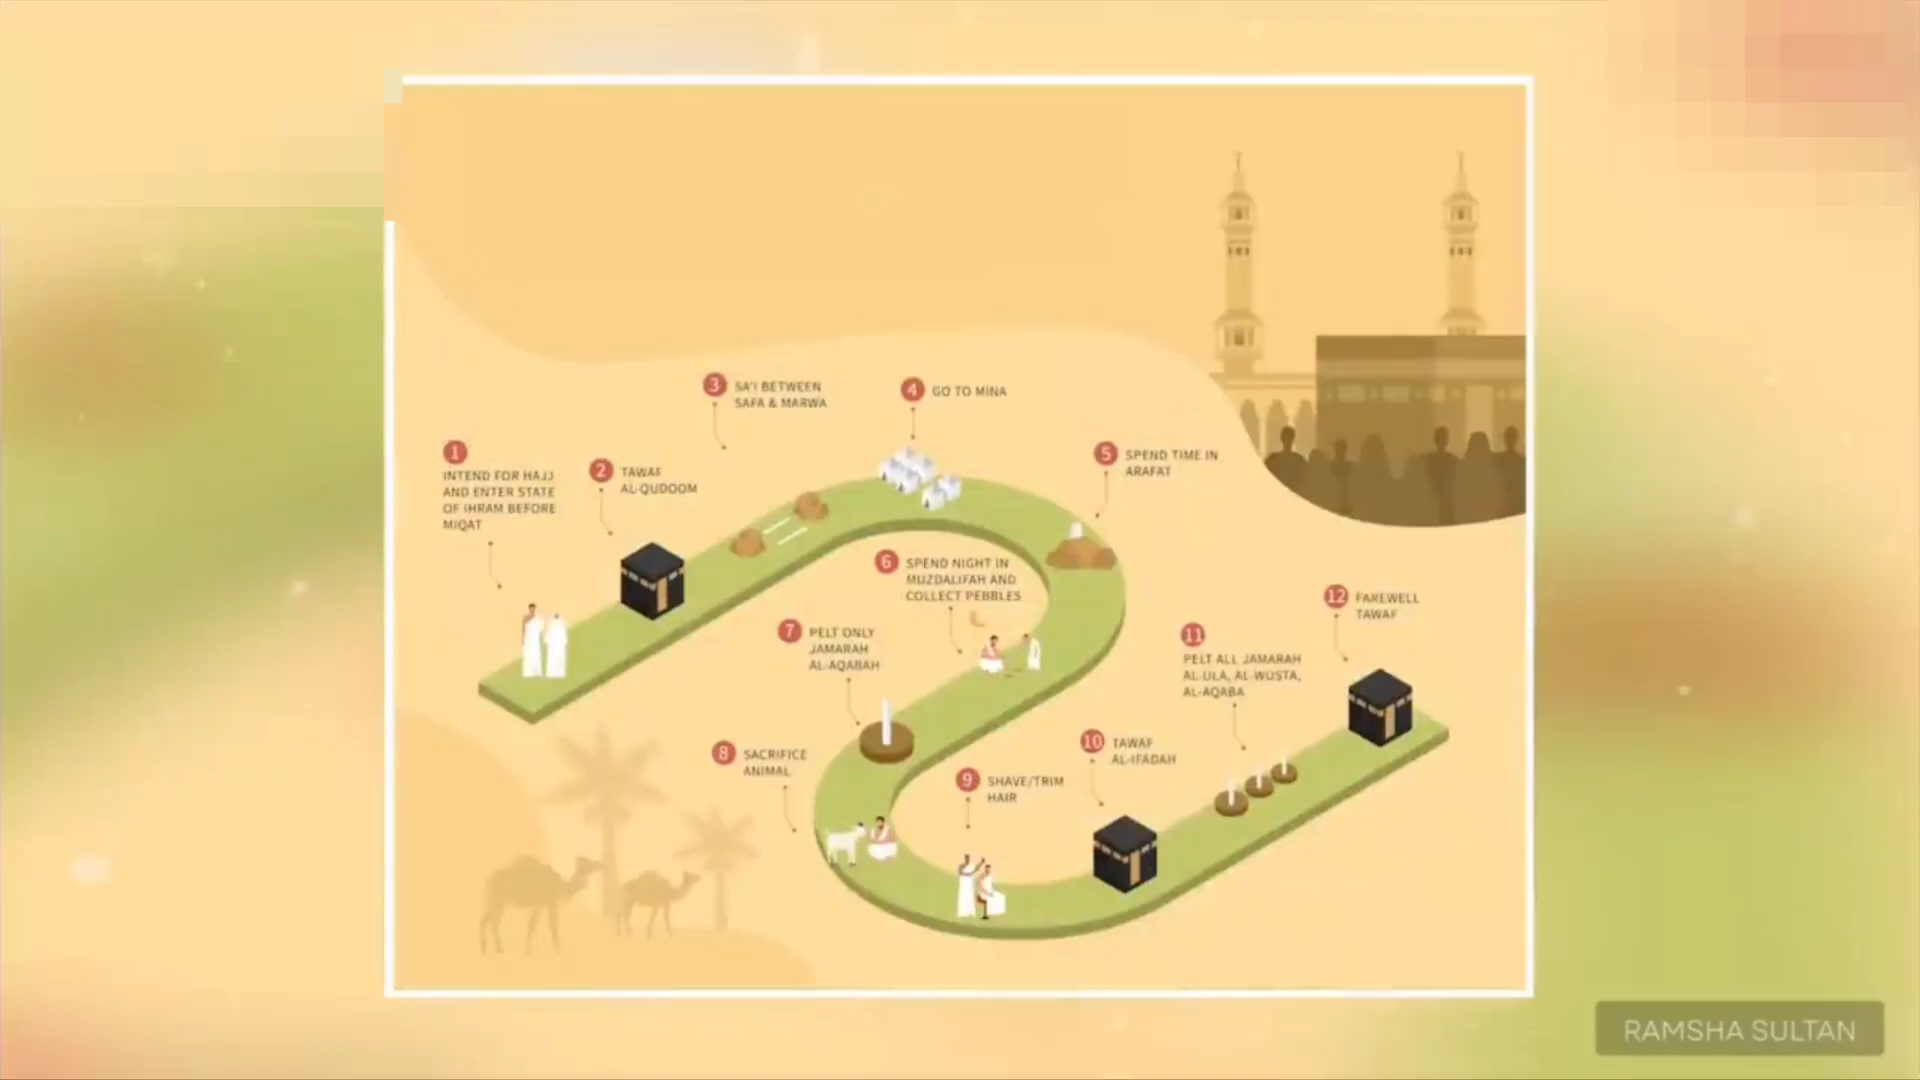 1
INTEND FOR HAJJ
AND ENTER STATE
OF IHRAM BEFORE
MIQAT
2 TAWAF
AL-QUDOOM
3 SA'I BETWEEN
SAFA & MARWA
4 GO TO MINA
5 SPEND TIME IN
ARAFAT
6 SPEND NIGHT IN
MUZDALIFAH AND
COLLECT PEBBLES
7 PELT ONLY
JAMARAH
AL-AQABAH
8 SACRIFICE
ANIMAL
9 SHAVE/TRIM
HAIR
10 TAWAF
AL-IFADAH
11
PELT ALL JAMARAH
AL-ULA, AL-WUSTA,
AL-AQABA
12 FAREWELL
TAWAF
RAMSHA SULTAN